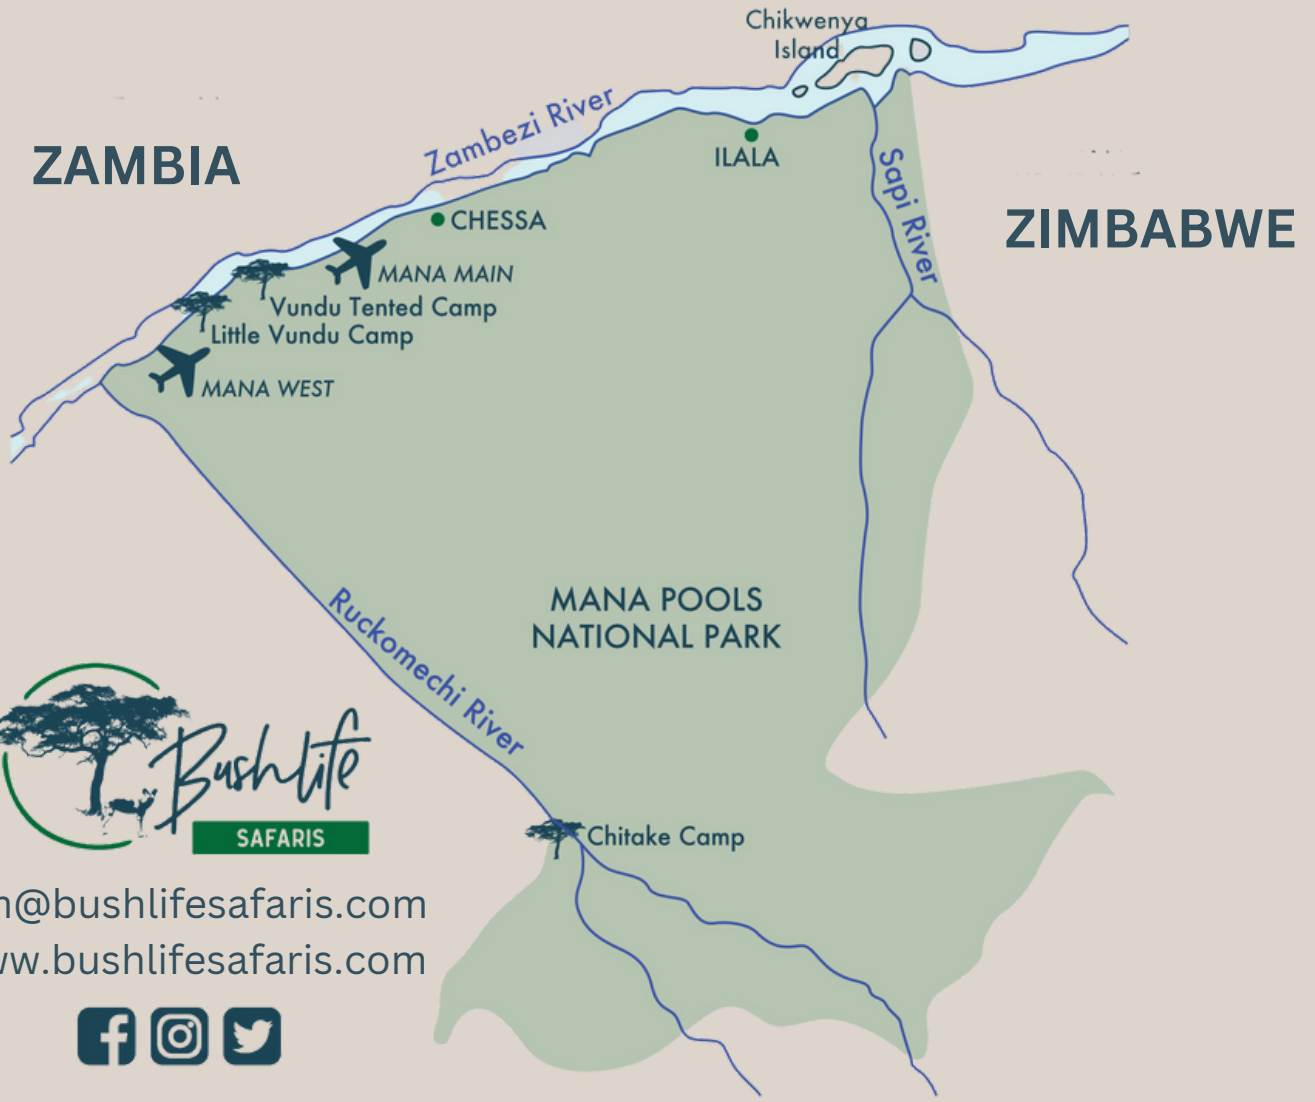 Chikwenya
Island
Zambezi River
ZAMBIA
ILALA
Sapi River
ZIMBABWE
CHESSA
MANA MAIN
Vundu Tented Camp
Little Vundu Camp
MANA WEST
MANA POOLS
NATIONAL PARK
Ruckomechi River
Bushlife
SAFARIS
Chitake Camp
@bushlifesafaris.com
w.bushlifesafaris.com